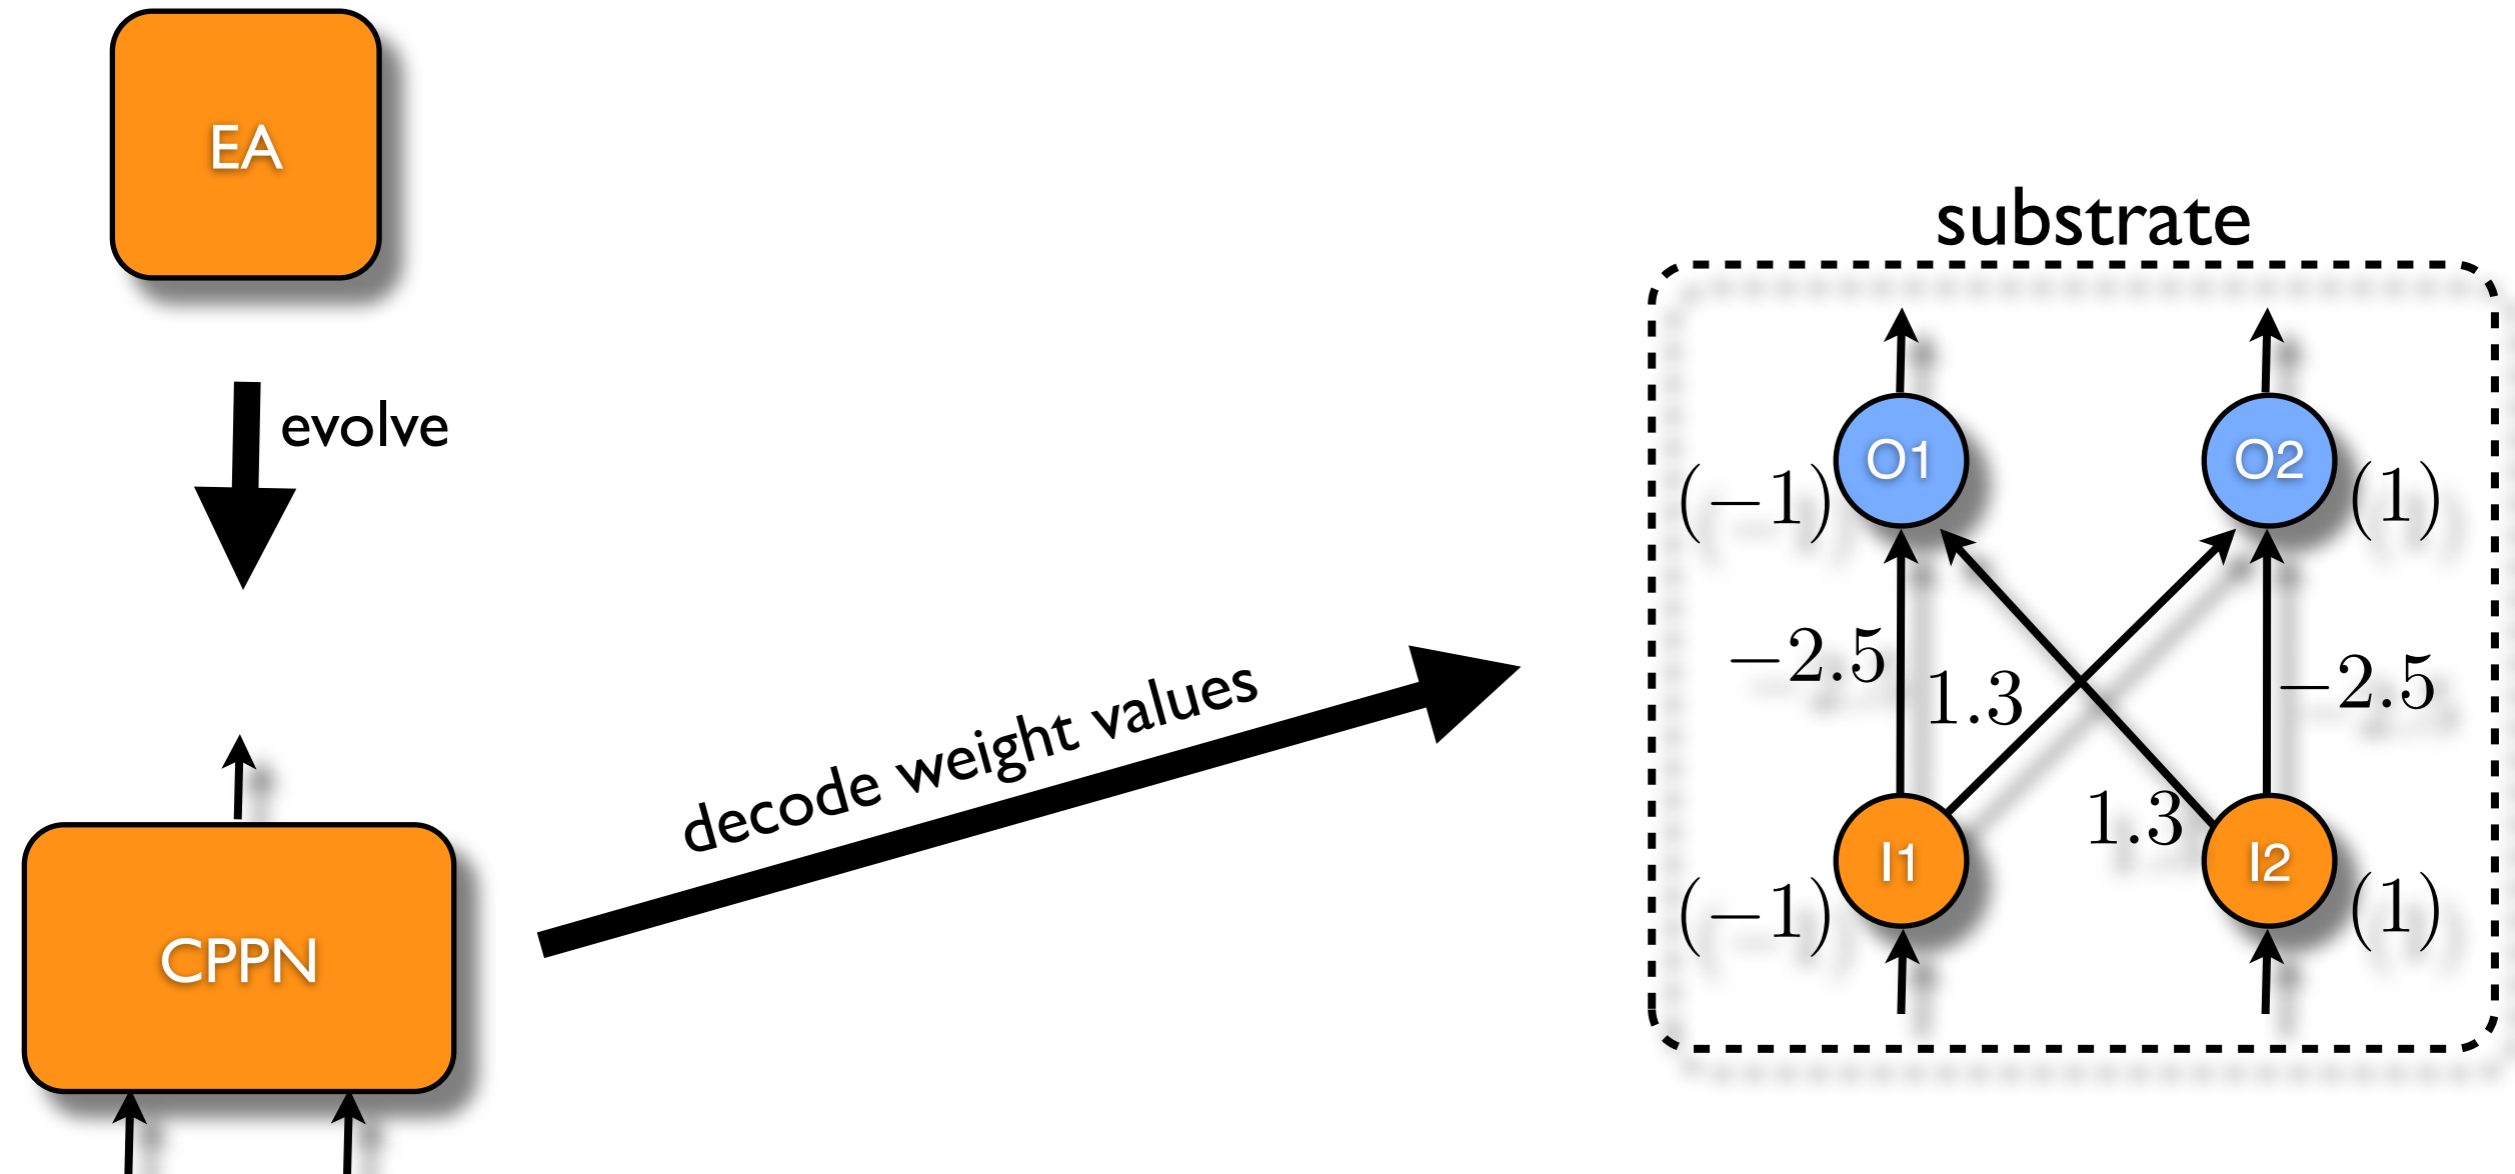 EA
evolve
CPPN
decode weight values
substrate
O1
O2
(−1)
(1)
−2.5
1.3
−2.5
1.3
I1
I2
(−1)
(1)